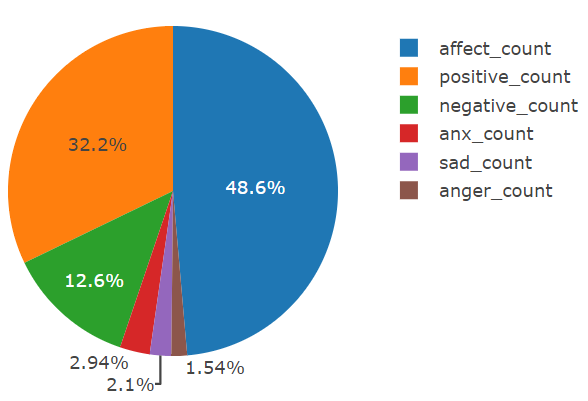 affect_count
positive_count
negative_count
anx_count
sad_count
anger_count
32.2%
48.6%
12.6%
2.94%
2.1%
1.54%